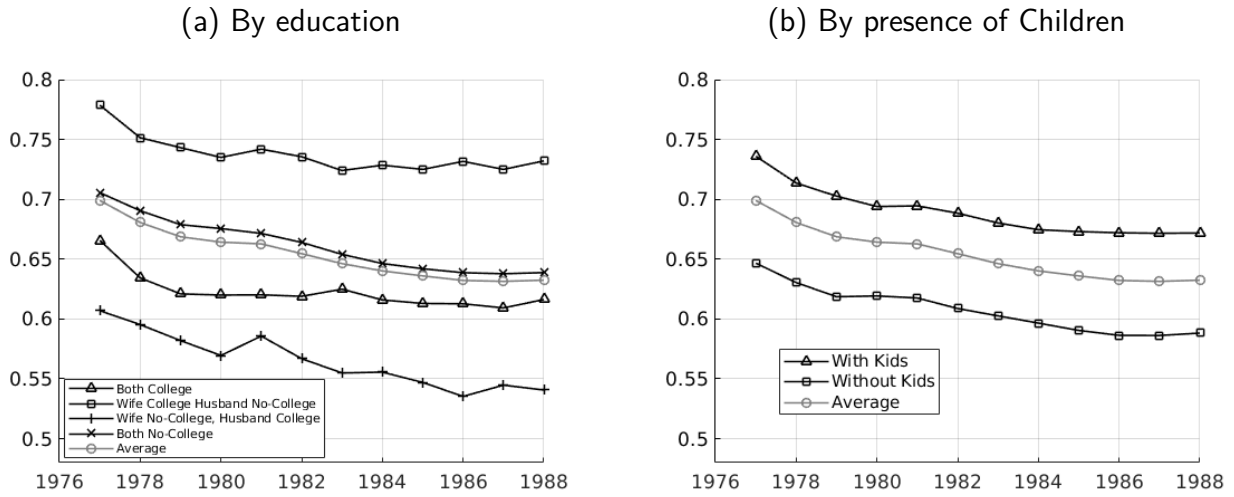 (a) By education
0.8
0.75
0.7
0.65
0.6
0.55
0.5
Both College
Wife College Husband No-College
Wife No-College, Husband College
Both No-College
Average
1976 1978 1980 1982 1984 1986 1988
(b) By presence of Children
0.8
0.75
0.7
0.65
0.6
0.55
0.5
With Kids
Without Kids
Average
1976 1978 1980 1982 1984 1986 1988